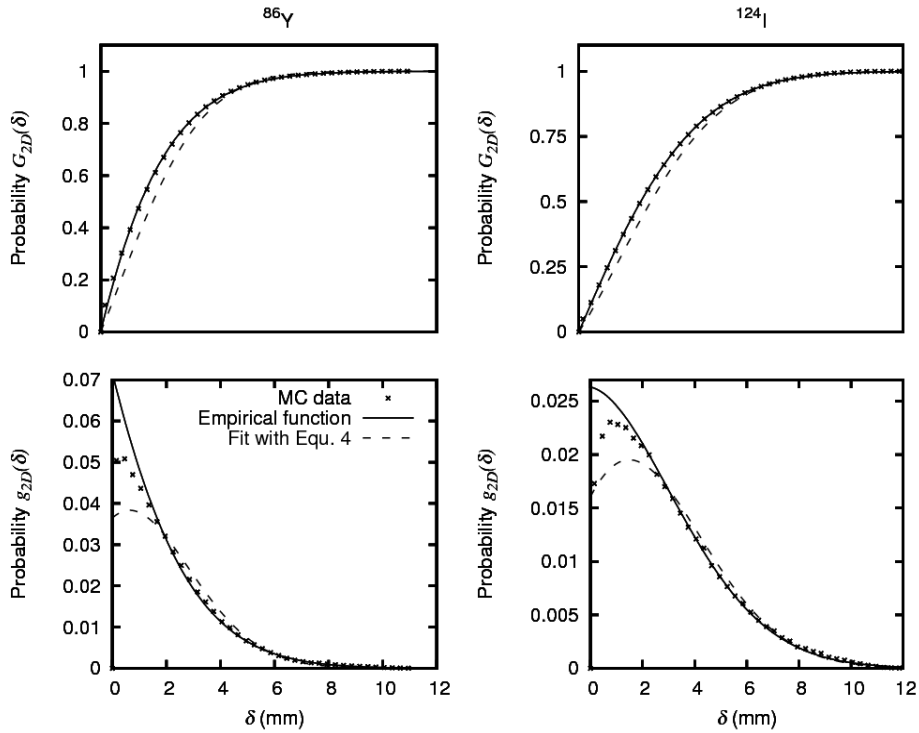 ⁸⁶Y
¹²⁴I
Probability G₂D(δ)
1
0.8
0.6
0.4
0.2
0
Probability G₂D(δ)
1
0.75
0.5
0.25
0
Probability g₂D(δ)
0.07
0.06
0.05
0.04
0.03
0.02
0.01
0
MC data
Empirical function
Fit with Equ. 4
0 2 4 6 8 10 12
δ (mm)
Probability g₂D(δ)
0.025
0.02
0.015
0.01
0.005
0
0 2 4 6 8 10 12
δ (mm)